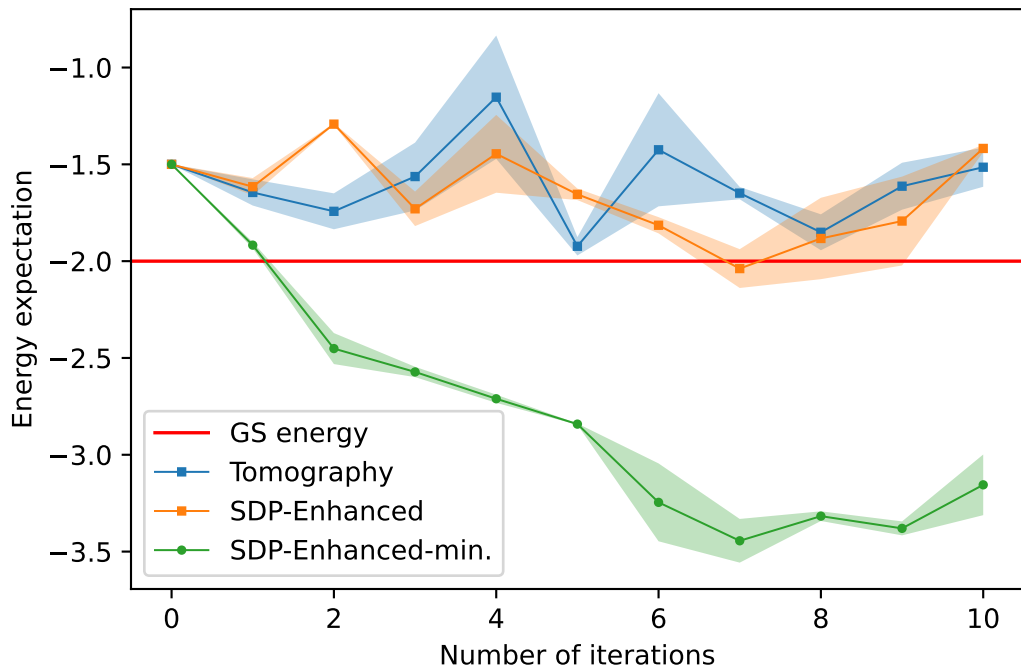 −1.0
−1.5
−2.0
−2.5
−3.0
−3.5
Energy expectation
GS energy
Tomography
SDP-Enhanced
SDP-Enhanced-min.
0 2 4 6 8 10
Number of iterations